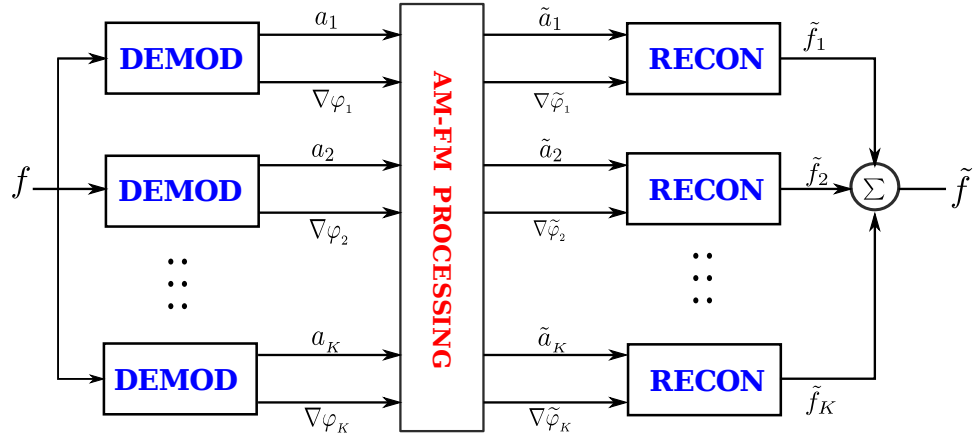 a₁
ã₁
f̃₁
DEMOD
RECON
∇φ₁
∇φ̃₁
a₂
ã₂
f
DEMOD
RECON
f̃₂
Σ
f̃
∇φ₂
∇φ̃₂
AM-FM PROCESSING
a_K
ã_K
DEMOD
RECON
∇φ_K
∇φ̃_K
f̃_K